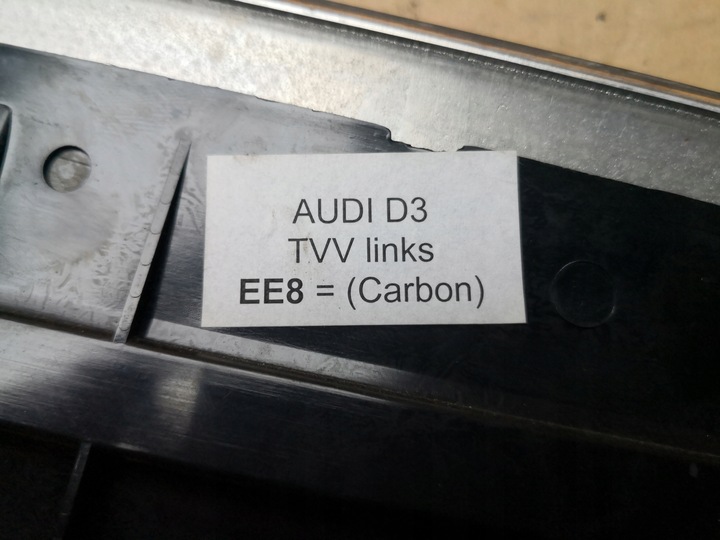 AUDI D3
TVV links
EE8 = (Carbon)